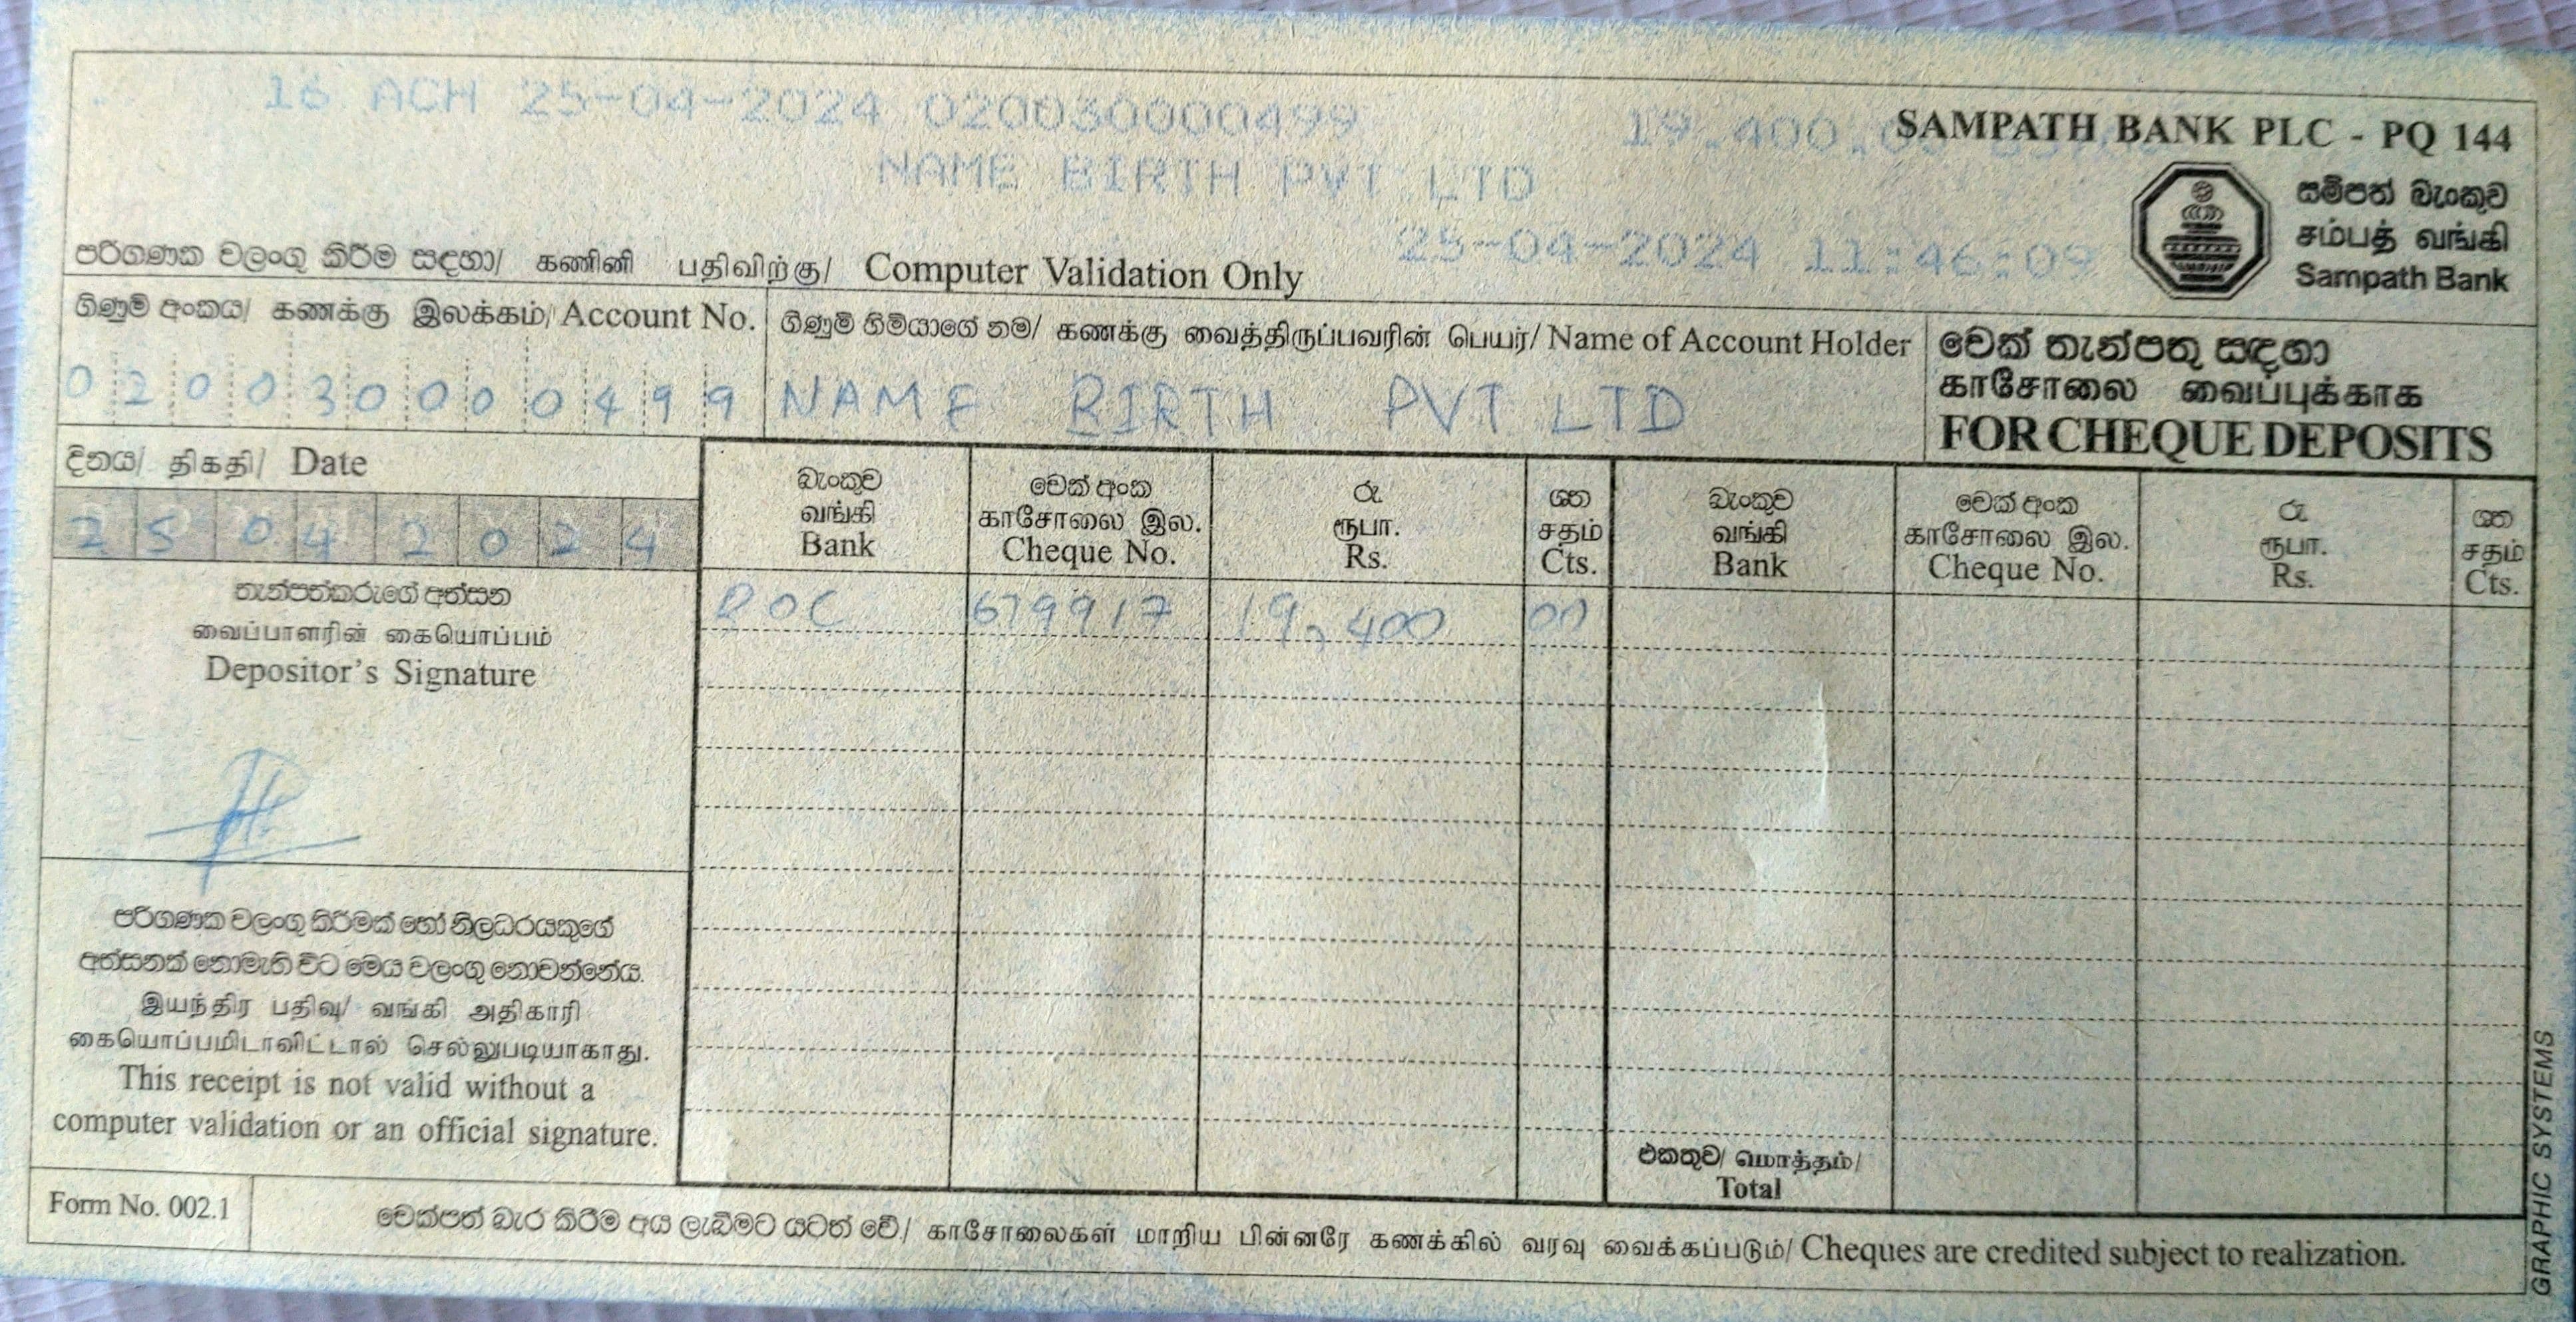 16 ACH 25-04-2024 020030000499 19,400.00
SAMPATH BANK PLC - PQ 144
NAME BIRTH PVT LTD
25-04-2024 11:46:09
සම්පත් බැංකුව
சம்பத் வங்கி
Sampath Bank
පරිගණක වලංගු කිරීම සඳහා/ கணினி பதிவிற்கு/ Computer Validation Only
ගිණුම් අංකය/ கணக்கு இலக்கம்/ Account No.
020030000499
ගිණුම් හිමියාගේ නම/ கணக்கு வைத்திருப்பவரின் பெயர்/ Name of Account Holder
NAME BIRTH PVT LTD
චෙක් තැන්පතු සඳහා
காசோலை வைப்புக்காக
FOR CHEQUE DEPOSITS
දිනය/ திகதி/ Date
25 04 2024
තැන්පත්කරුගේ අත්සන
வைப்பாளரின் கையொப்பம்
Depositor's Signature
බැංකුව චෙක් අංක රු ශත බැංකුව චෙක් අංක රු ශත
வங்கி காசோலை இல. ரூபா. சதம் வங்கி காசோலை இல. ரூபா. சதம்
Bank Cheque No. Rs. Cts. Bank Cheque No. Rs. Cts.
BOC 679917 19,400 00
පරිගණක වලංගු කිරීමක් හෝ නිලධරයකුගේ
අත්සනක් නොමැති විට මෙය වලංගු නොවන්නේය.
இயந்திர பதிவு/ வங்கி அதிகாரி
கையொப்பமிடாவிட்டால் செல்லுபடியாகாது.
This receipt is not valid without a
computer validation or an official signature.
එකතුව/ மொத்தம்/
Total
Form No. 002.1
චෙක්පත් බැර කිරීම අය ලැබීමට යටත් වේ/ காசோலைகள் மாறிய பின்னரே கணக்கில் வரவு வைக்கப்படும்/ Cheques are credited subject to realization.
GRAPHIC SYSTEMS